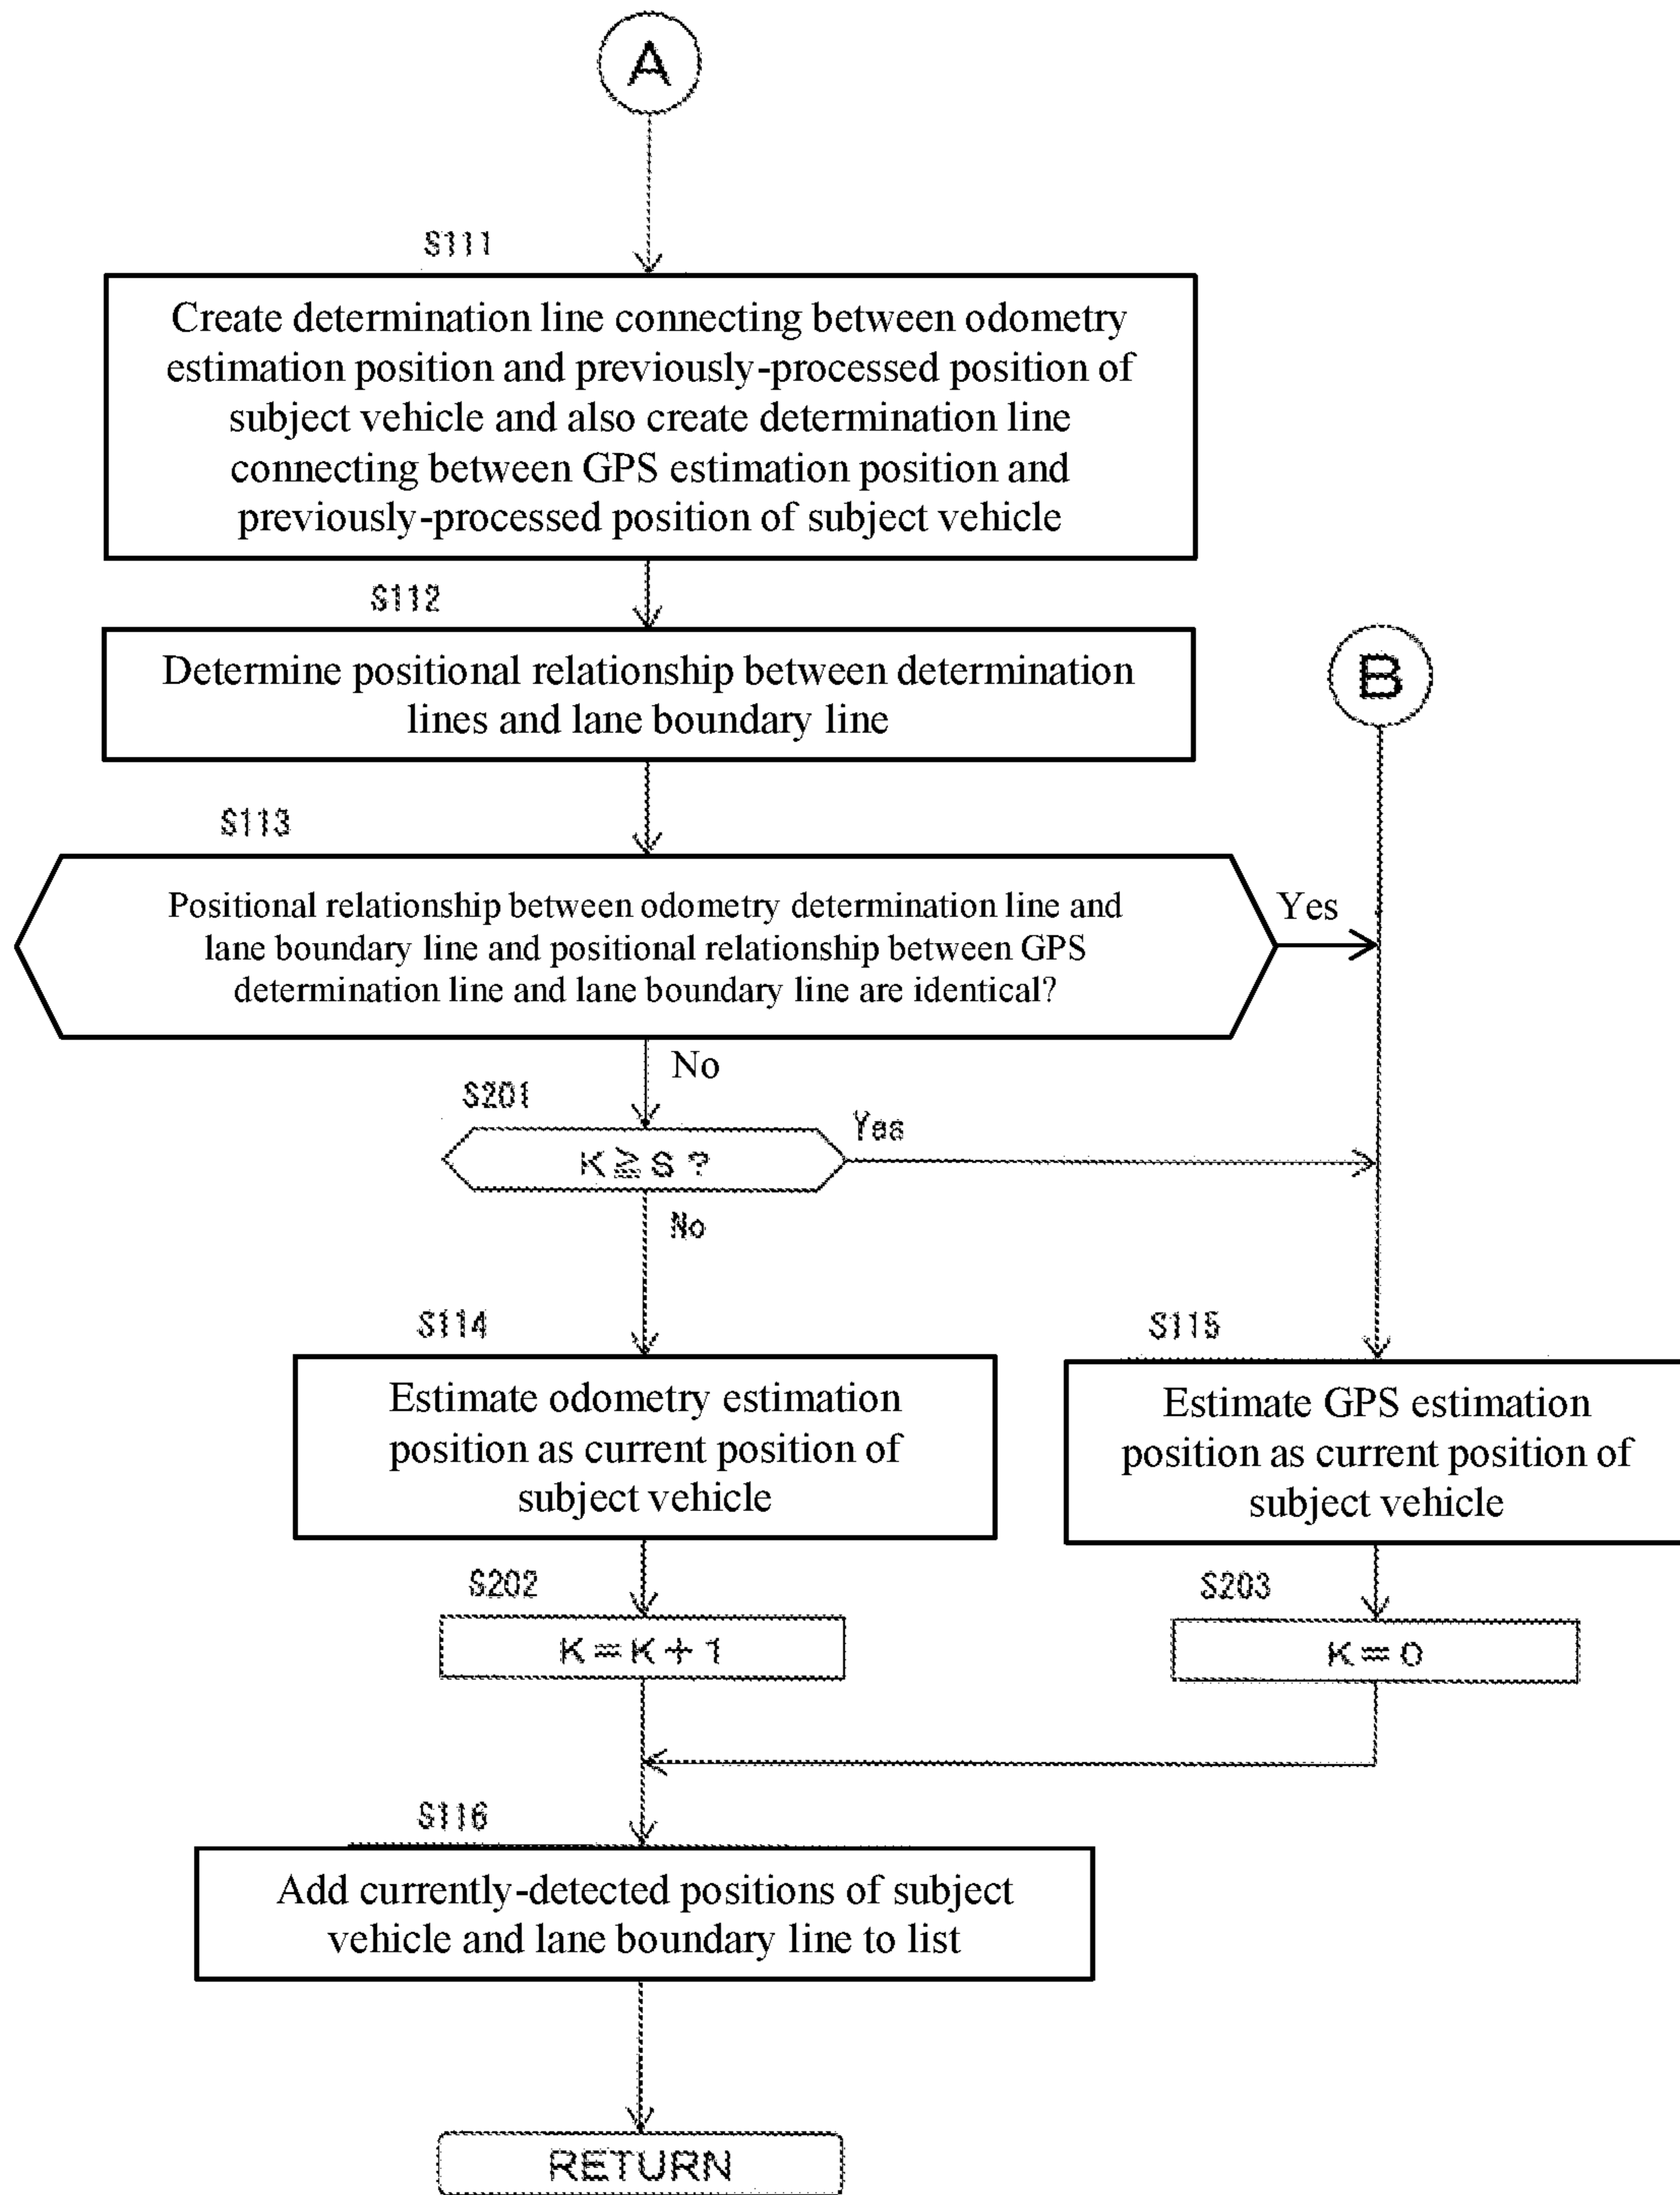 A
S111
Create determination line connecting between odometry
estimation position and previously-processed position of
subject vehicle and also create determination line
connecting between GPS estimation position and
previously-processed position of subject vehicle
S112
Determine positional relationship between determination
lines and lane boundary line
B
S113
Positional relationship between odometry determination line and
lane boundary line and positional relationship between GPS
determination line and lane boundary line are identical?
Yes
No
S201
K≧S?
Yes
No
S114
Estimate odometry estimation
position as current position of
subject vehicle
S115
Estimate GPS estimation
position as current position of
subject vehicle
S202
K=K+1
S203
K=0
S116
Add currently-detected positions of subject
vehicle and lane boundary line to list
RETURN